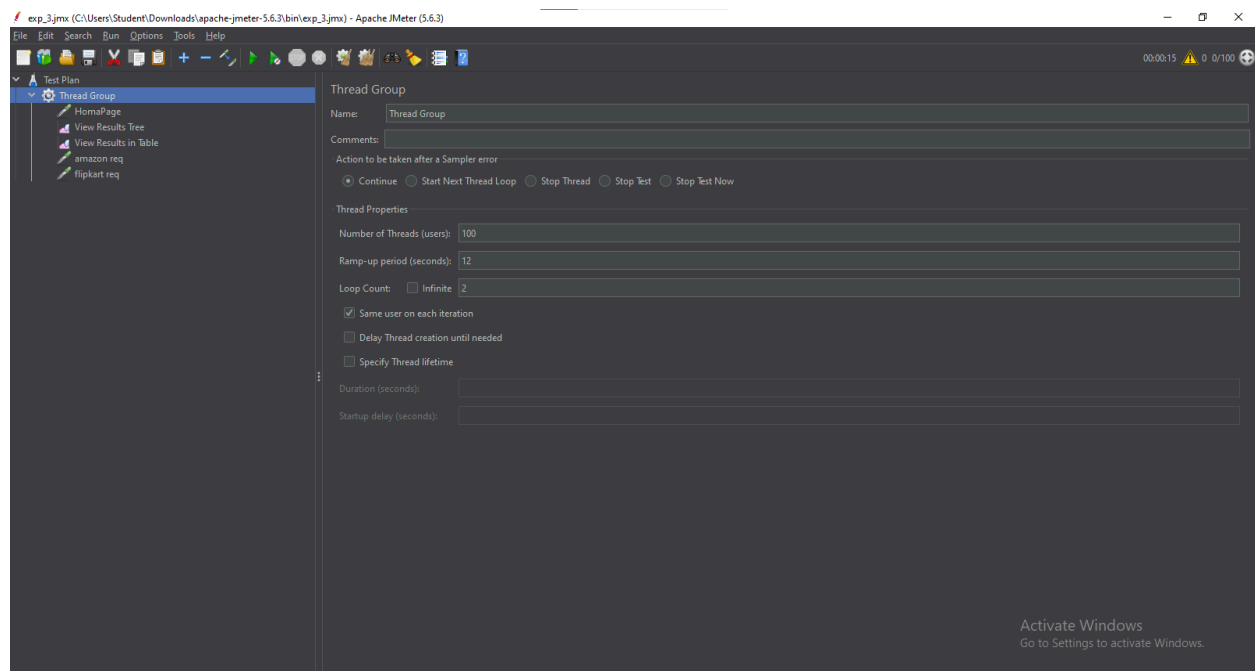 exp_3.jmx (C:\Users\Student\Downloads\apache-jmeter-5.6.3\bin\exp_3.jmx) - Apache JMeter (5.6.3)
File Edit Search Run Options Tools Help
00:00:15 0 0/100
Test Plan
Thread Group
HomaPage
View Results Tree
View Results in Table
amazon req
flipkart req
Thread Group
Name: Thread Group
Comments:
Action to be taken after a Sampler error
Continue Start Next Thread Loop Stop Thread Stop Test Stop Test Now
Thread Properties
Number of Threads (users): 100
Ramp-up period (seconds): 12
Loop Count: Infinite 2
Same user on each iteration
Delay Thread creation until needed
Specify Thread lifetime
Duration (seconds):
Startup delay (seconds):
Activate Windows
Go to Settings to activate Windows.